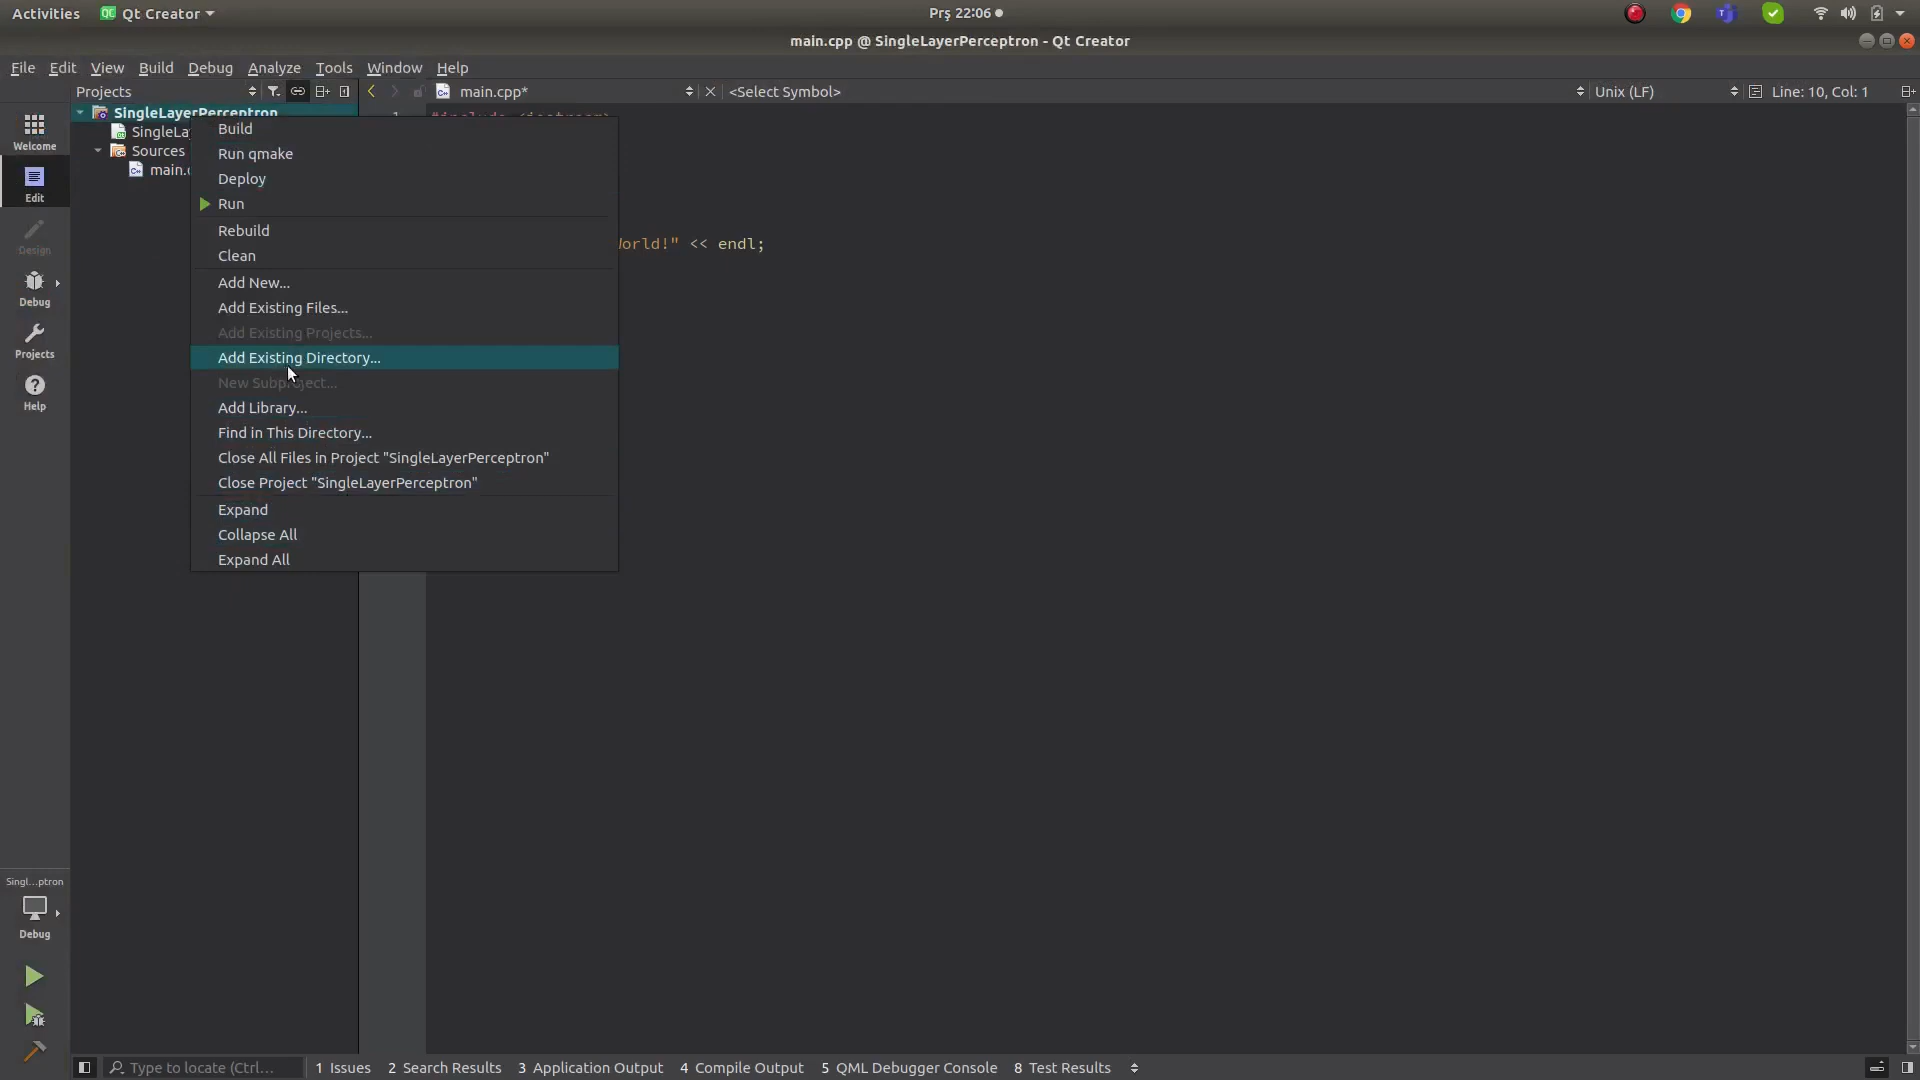 Activities Qt Creator Prş 22:06
main.cpp @ SingleLayerPerceptron - Qt Creator
File Edit View Build Debug Analyze Tools Window Help
Projects main.cpp* <Select Symbol> Unix (LF) Line: 10, Col: 1
SingleLayerPerceptron
1 #include <iostream>
SingleLay
Sources
main.c
Welcome
Edit
Design
Debug
Projects
Help
Build
Run qmake
Deploy
Run
Rebuild
Clean
Add New...
Add Existing Files...
Add Existing Projects...
Add Existing Directory...
New Subproject...
Add Library...
Find in This Directory...
Close All Files in Project "SingleLayerPerceptron"
Close Project "SingleLayerPerceptron"
Expand
Collapse All
Expand All
World!" << endl;
Singl...ptron
Debug
Type to locate (Ctrl... 1 Issues 2 Search Results 3 Application Output 4 Compile Output 5 QML Debugger Console 8 Test Results